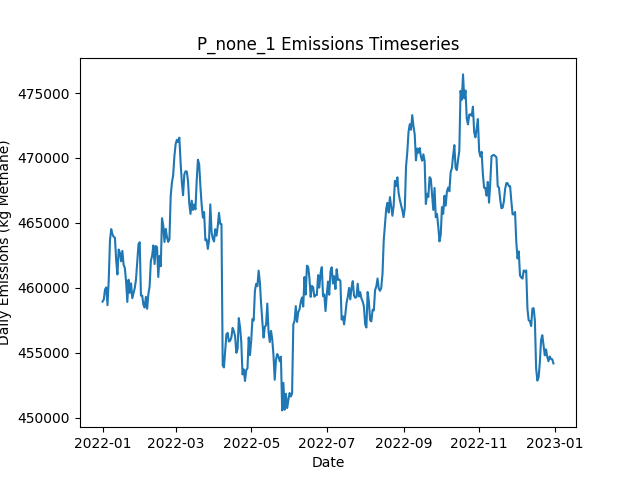 P_none_1 Emissions Timeseries
Daily Emissions (kg Methane)
475000
470000
465000
460000
455000
450000
2022-01 2022-03 2022-05 2022-07 2022-09 2022-11 2023-01
Date